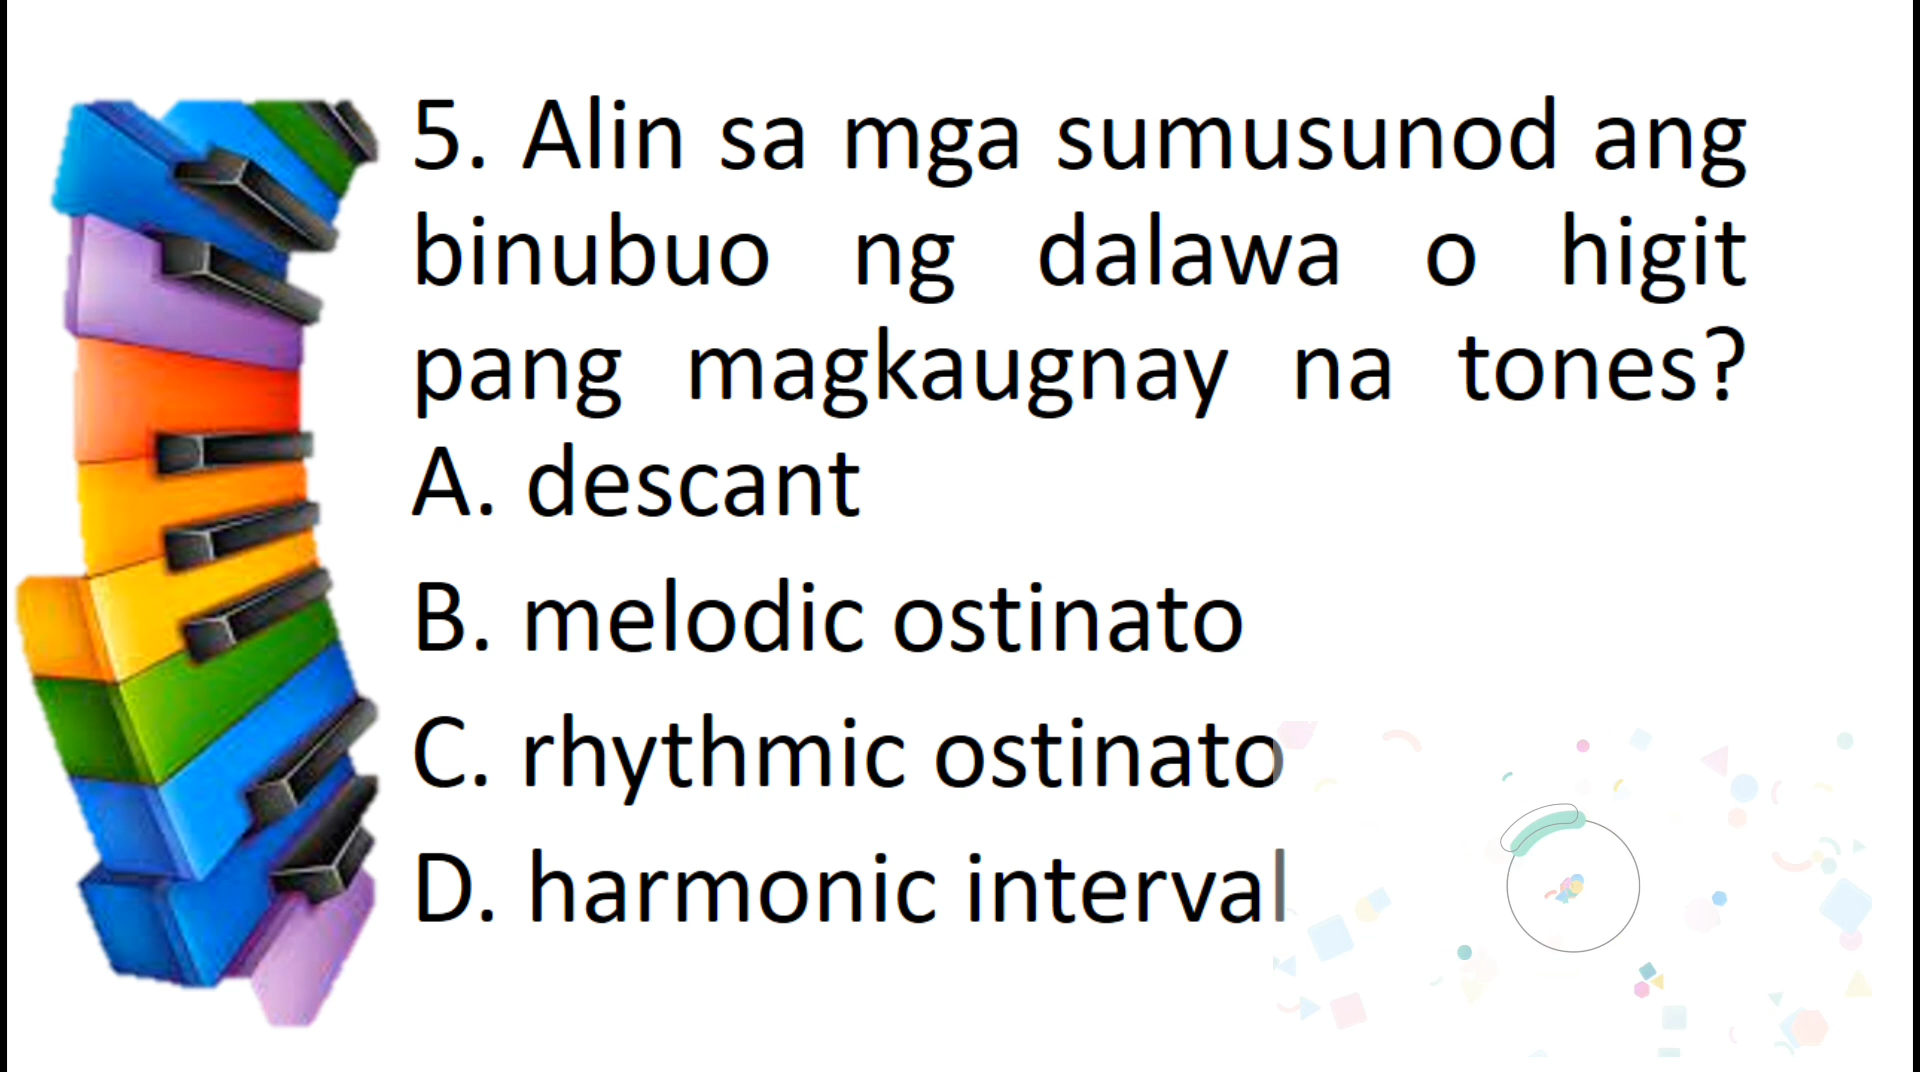 5. Alin sa mga sumusunod ang
binubuo ng dalawa o higit
pang magkaugnay na tones?
A. descant
B. melodic ostinato
C. rhythmic ostinato
D. harmonic interval